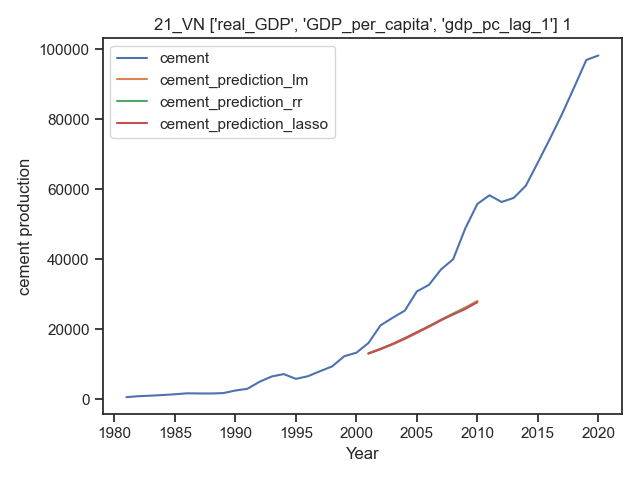 21_VN ['real_GDP', 'GDP_per_capita', 'gdp_pc_lag_1'] 1
cement
cement_prediction_lm
cement_prediction_rr
cement_prediction_lasso
100000
80000
60000
40000
20000
0
cement production
1980 1985 1990 1995 2000 2005 2010 2015 2020
Year